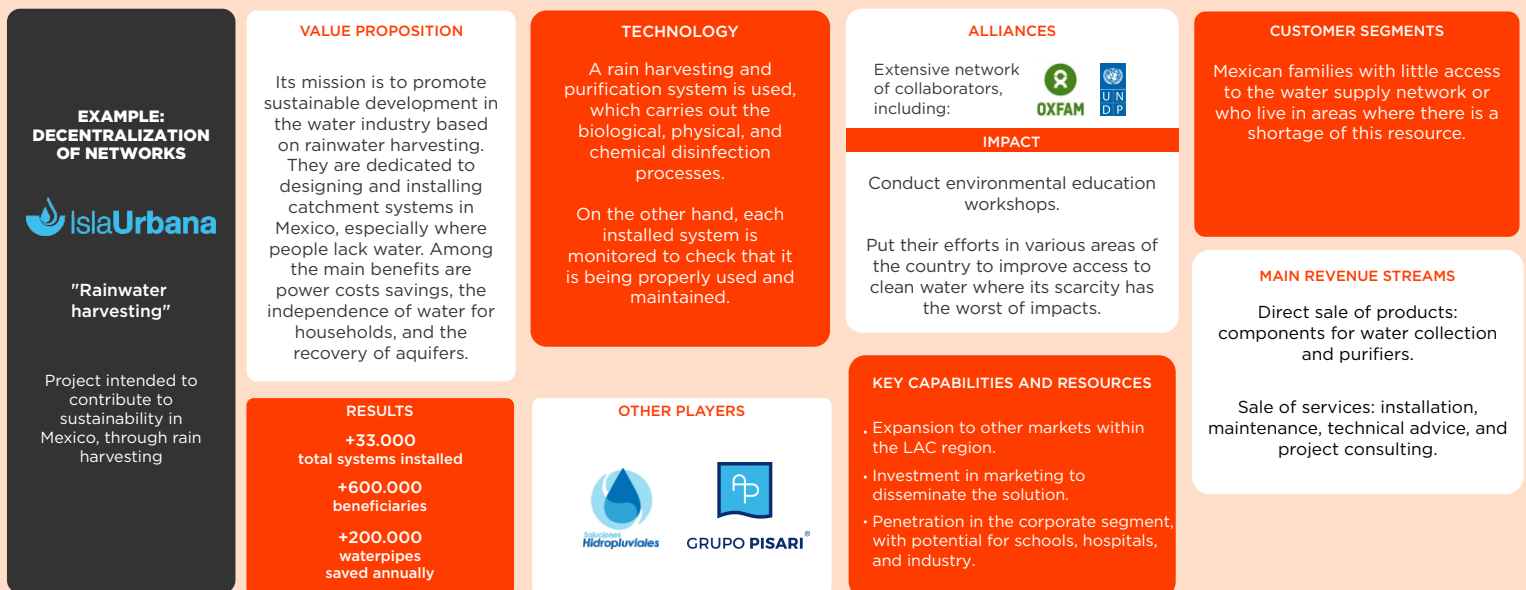 EXAMPLE:
DECENTRALIZATION
OF NETWORKS
IslaUrbana
"Rainwater
harvesting"
Project intended to
contribute to
sustainability in
Mexico, through rain
harvesting
VALUE PROPOSITION
Its mission is to promote
sustainable development in
the water industry based
on rainwater harvesting.
They are dedicated to
designing and installing
catchment systems in
Mexico, especially where
people lack water. Among
the main benefits are
power costs savings, the
independence of water for
households, and the
recovery of aquifers.
RESULTS
+33.000
total systems installed
+600.000
beneficiaries
+200.000
waterpipes
saved annually
TECHNOLOGY
A rain harvesting and
purification system is used,
which carries out the
biological, physical, and
chemical disinfection
processes.
On the other hand, each
installed system is
monitored to check that it
is being properly used and
maintained.
OTHER PLAYERS
Soluciones
Hidropluviales
AP
GRUPO PISARI®
ALLIANCES
Extensive network
of collaborators,
including:
OXFAM
U N
D P
IMPACT
Conduct environmental education
workshops.
Put their efforts in various areas of
the country to improve access to
clean water where its scarcity has
the worst of impacts.
KEY CAPABILITIES AND RESOURCES
• Expansion to other markets within
the LAC region.
• Investment in marketing to
disseminate the solution.
• Penetration in the corporate segment,
with potential for schools, hospitals,
and industry.
CUSTOMER SEGMENTS
Mexican families with little access
to the water supply network or
who live in areas where there is a
shortage of this resource.
MAIN REVENUE STREAMS
Direct sale of products:
components for water collection
and purifiers.
Sale of services: installation,
maintenance, technical advice, and
project consulting.